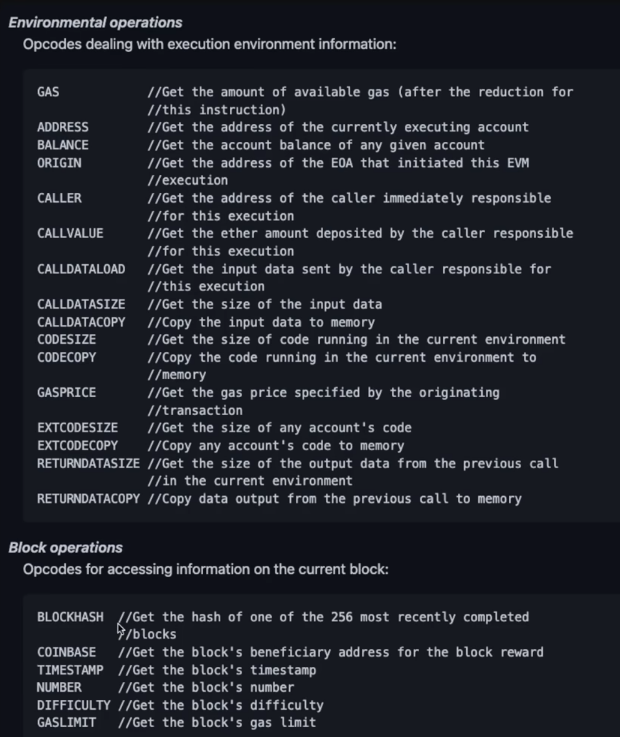 Environmental operations
Opcodes dealing with execution environment information:
GAS //Get the amount of available gas (after the reduction for
//this instruction)
ADDRESS //Get the address of the currently executing account
BALANCE //Get the account balance of any given account
ORIGIN //Get the address of the EOA that initiated this EVM
//execution
CALLER //Get the address of the caller immediately responsible
//for this execution
CALLVALUE //Get the ether amount deposited by the caller responsible
//for this execution
CALLDATALOAD //Get the input data sent by the caller responsible for
//this execution
CALLDATASIZE //Get the size of the input data
CALLDATACOPY //Copy the input data to memory
CODESIZE //Get the size of code running in the current environment
CODECOPY //Copy the code running in the current environment to
//memory
GASPRICE //Get the gas price specified by the originating
//transaction
EXTCODESIZE //Get the size of any account's code
EXTCODECOPY //Copy any account's code to memory
RETURNDATASIZE //Get the size of the output data from the previous call
//in the current environment
RETURNDATACOPY //Copy data output from the previous call to memory
Block operations
Opcodes for accessing information on the current block:
BLOCKHASH //Get the hash of one of the 256 most recently completed
//blocks
COINBASE //Get the block's beneficiary address for the block reward
TIMESTAMP //Get the block's timestamp
NUMBER //Get the block's number
DIFFICULTY //Get the block's difficulty
GASLIMIT //Get the block's gas limit